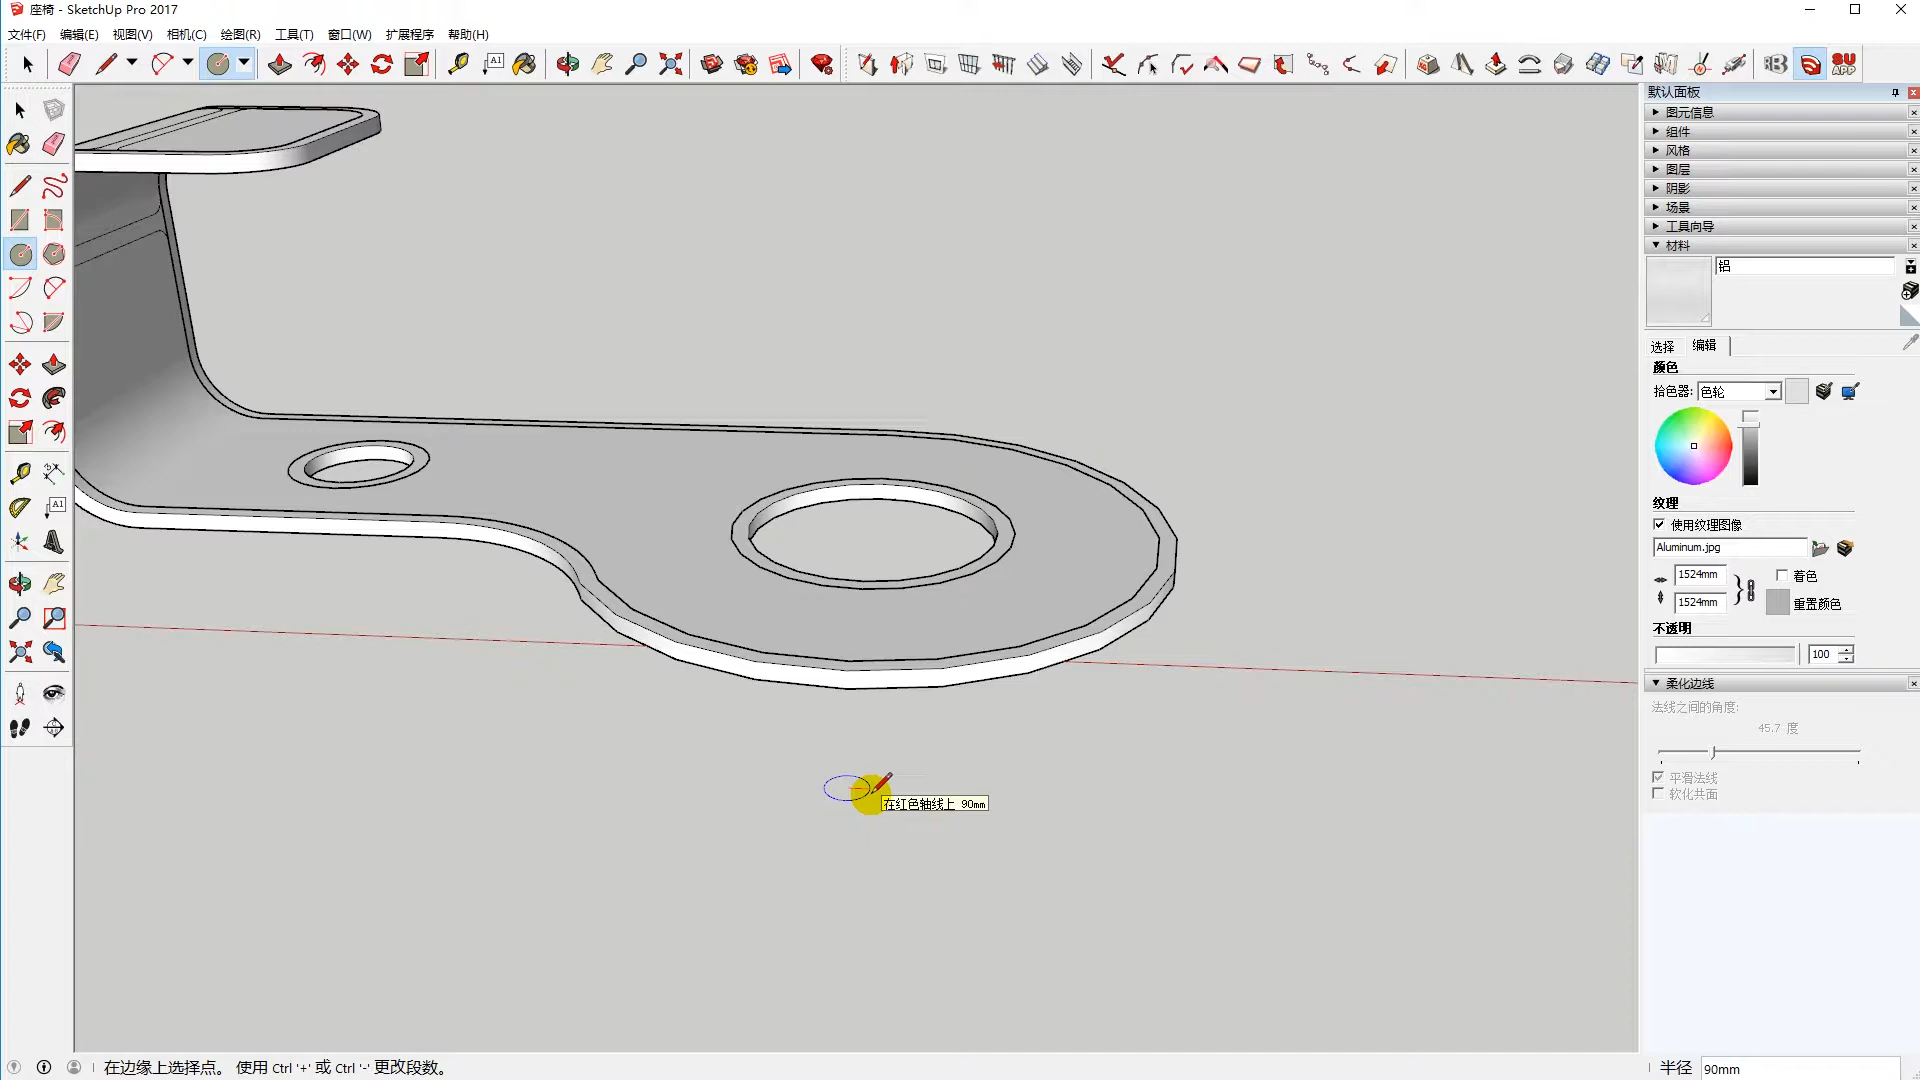 座椅 - SketchUp Pro 2017
文件(F) 编辑(E) 视图(V) 相机(C) 绘图(R) 工具(T) 窗口(W) 扩展程序 帮助(H)
A1
SU
APP
默认面板
图元信息
组件
风格
图层
阴影
场景
工具向导
材料
铝
选择 编辑
颜色
拾色器: 色轮
纹理
使用纹理图像
Aluminum.jpg
1524mm
着色
1524mm
重置颜色
不透明
100
柔化边线
法线之间的角度:
45.7 度
平滑法线
软化共面
A1
在红色轴线上 90mm
在边缘上选择点。 使用 Ctrl '+' 或 Ctrl '-' 更改段数。
半径 90mm